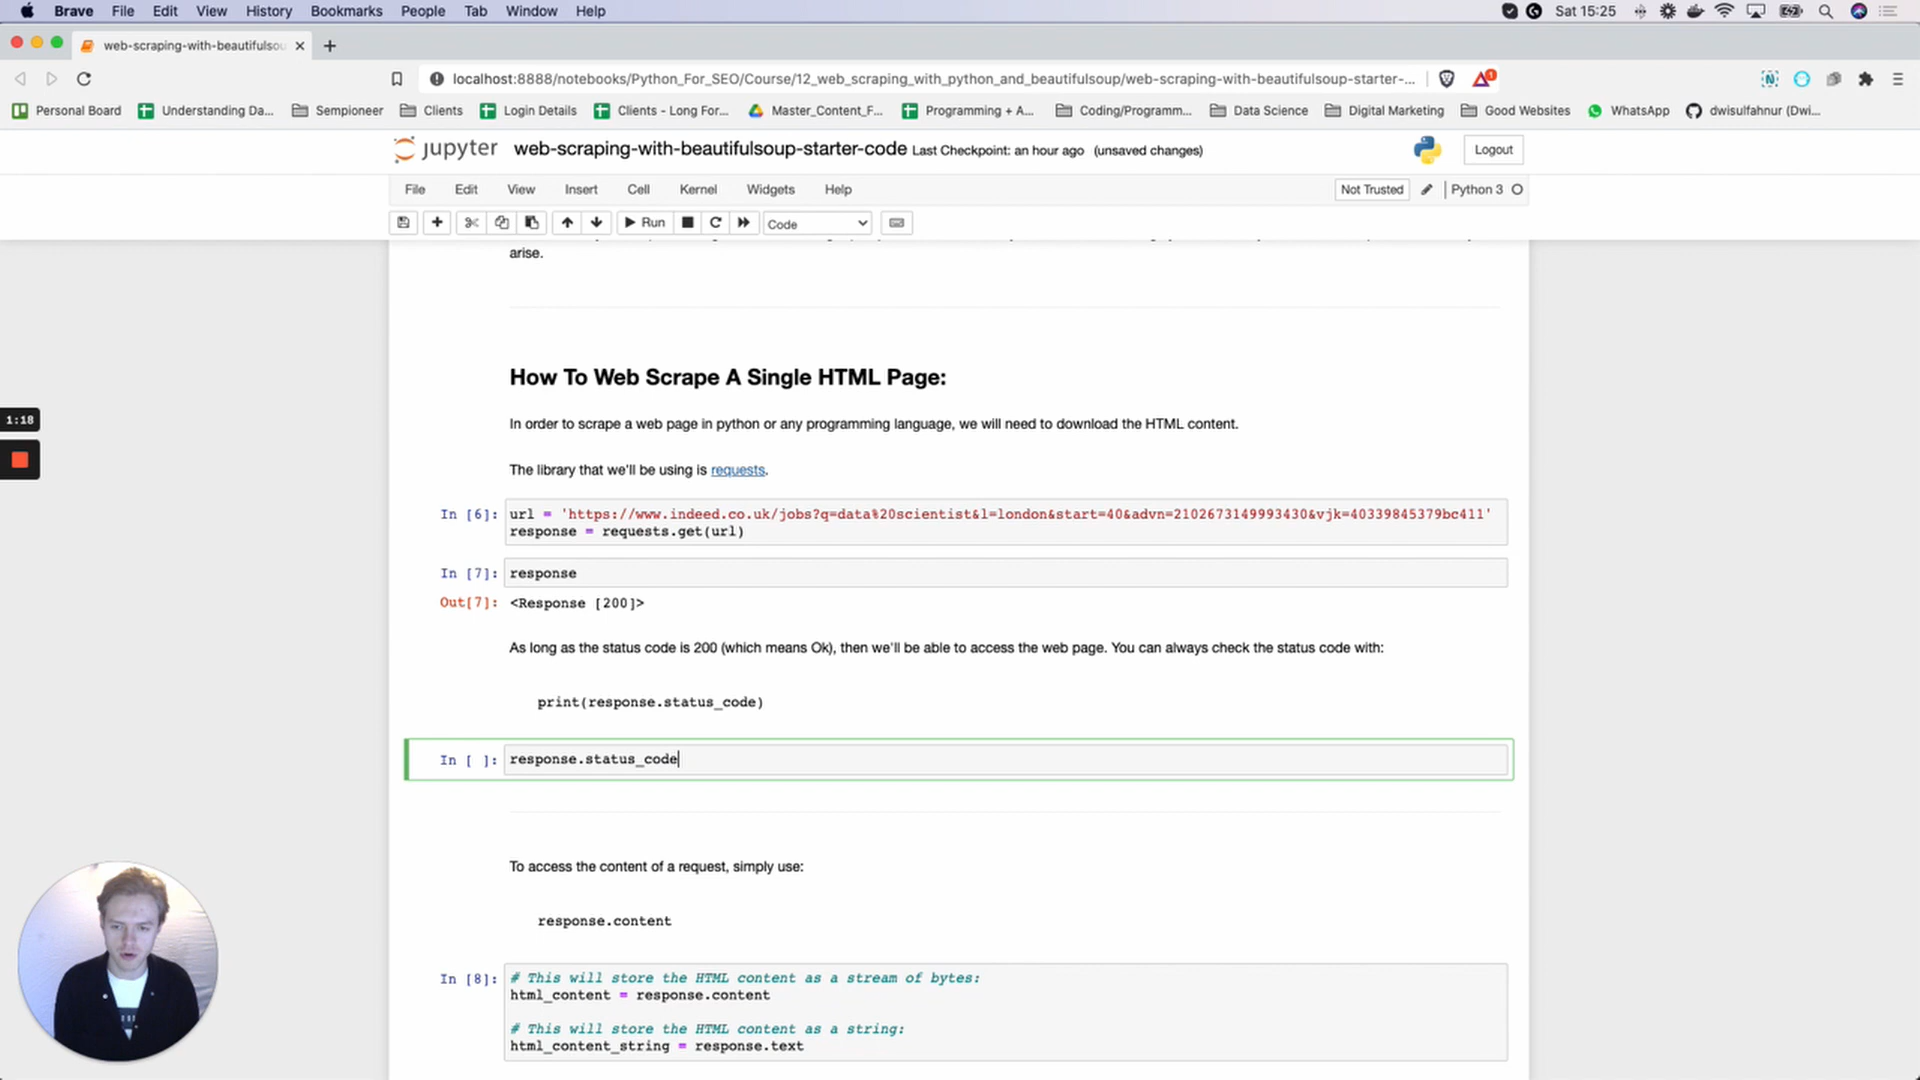 Brave File Edit View History Bookmarks People Tab Window Help Sat 15:25
web-scraping-with-beautifulsou
localhost:8888/notebooks/Python_For_SEO/Course/12_web_scraping_with_python_and_beautifulsoup/web-scraping-with-beautifulsoup-starter-... 1
Personal Board Understanding Da... Sempioneer Clients Login Details Clients - Long For... Master_Content_F... Programming + A... Coding/Programm... Data Science Digital Marketing Good Websites WhatsApp dwisulfahnur (Dwi...
jupyter web-scraping-with-beautifulsoup-starter-code Last Checkpoint: an hour ago (unsaved changes) Logout
File Edit View Insert Cell Kernel Widgets Help Not Trusted Python 3
Run Code
arise.
How To Web Scrape A Single HTML Page:
1:18
In order to scrape a web page in python or any programming language, we will need to download the HTML content.
The library that we'll be using is requests.
In [6]: url = 'https://www.indeed.co.uk/jobs?q=data%20scientist&l=london&start=40&advn=2102673149993430&vjk=40339845379bc411'
response = requests.get(url)
In [7]: response
Out[7]: <Response [200]>
As long as the status code is 200 (which means Ok), then we'll be able to access the web page. You can always check the status code with:
print(response.status_code)
In [ ]: response.status_code
To access the content of a request, simply use:
response.content
In [8]: # This will store the HTML content as a stream of bytes:
html_content = response.content
# This will store the HTML content as a string:
html_content_string = response.text